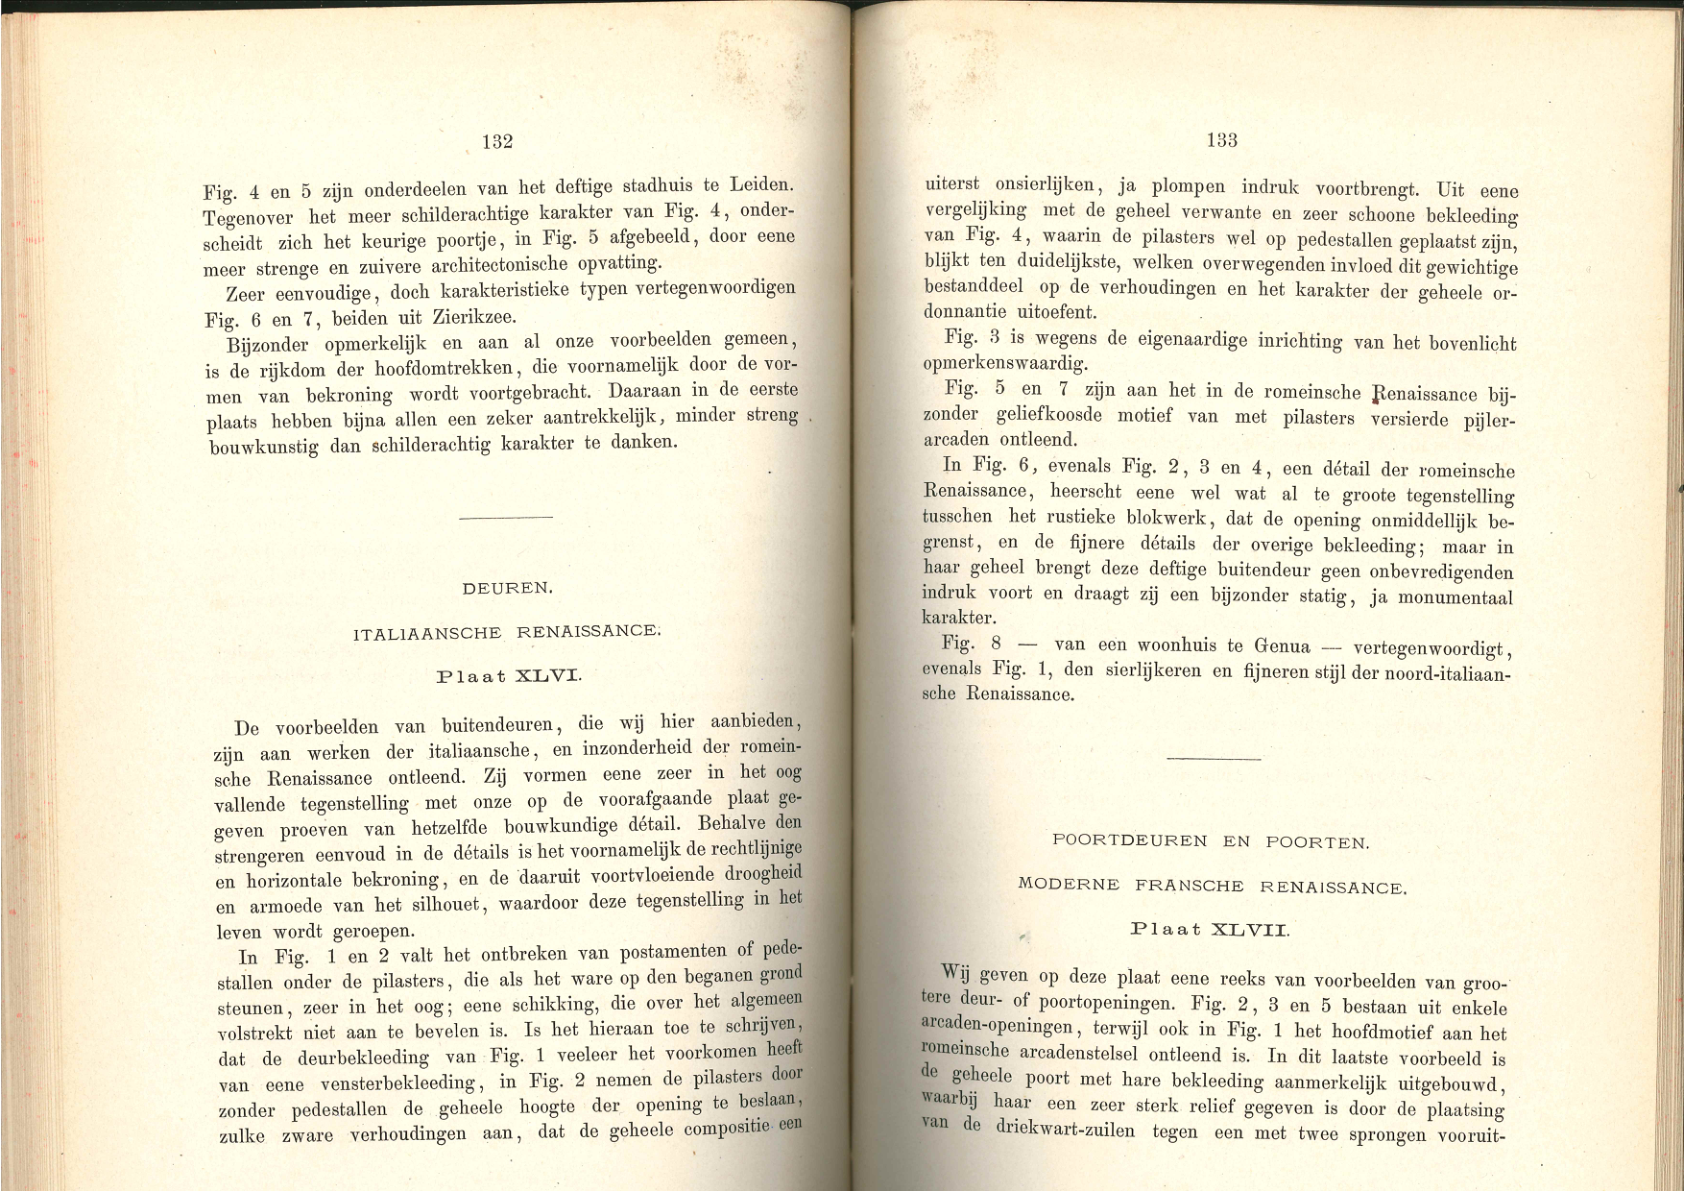 132
Fig. 4 en 5 zijn onderdeelen van het deftige stadhuis te Leiden.
Tegenover het meer schilderachtige karakter van Fig. 4, onder-
scheidt zich het keurige poortje, in Fig. 5 afgebeeld, door eene
meer strenge en zuivere architectonische opvatting.
Zeer eenvoudige, doch karakteristieke typen vertegenwoordigen
Fig. 6 en 7, beiden uit Zierikzee.
Bijzonder opmerkelijk en aan al onze voorbeelden gemeen,
is de rijkdom der hoofdomtrekken, die voornamelijk door de vor-
men van bekroning wordt voortgebracht. Daaraan in de eerste
plaats hebben bijna allen een zeker aantrekkelijk, minder streng
bouwkunstig dan schilderachtig karakter te danken.
DEUREN.
ITALIAANSCHE RENAISSANCE.
Plaat XLVI.
De voorbeelden van buitendeuren, die wij hier aanbieden,
zijn aan werken der italiaansche, en inzonderheid der romein-
sche Renaissance ontleend. Zij vormen eene zeer in het oog
vallende tegenstelling met onze op de voorafgaande plaat ge-
geven proeven van hetzelfde bouwkundige détail. Behalve den
strengeren eenvoud in de détails is het voornamelijk de rechtlijnige
en horizontale bekroning, en de daaruit voortvloeiende droogheid
en armoede van het silhouet, waardoor deze tegenstelling in het
leven wordt geroepen.
In Fig. 1 en 2 valt het ontbreken van postamenten of pede-
stallen onder de pilasters, die als het ware op den beganen grond
steunen, zeer in het oog; eene schikking, die over het algemeen
volstrekt niet aan te bevelen is. Is het hieraan toe te schrijven,
dat de deurbekleeding van Fig. 1 veeleer het voorkomen heeft
van eene vensterbekleeding, in Fig. 2 nemen de pilasters door
zonder pedestallen de geheele hoogte der opening te beslaan,
zulke zware verhoudingen aan, dat de geheele compositie een
133
uiterst onsierlijken, ja plompen indruk voortbrengt. Uit eene
vergelijking met de geheel verwante en zeer schoone bekleeding
van Fig. 4, waarin de pilasters wel op pedestallen geplaatst zijn,
blijkt ten duidelijkste, welken overwegenden invloed dit gewichtige
bestanddeel op de verhoudingen en het karakter der geheele or-
donnantie uitoefent.
Fig. 3 is wegens de eigenaardige inrichting van het bovenlicht
opmerkenswaardig.
Fig. 5 en 7 zijn aan het in de romeinsche Renaissance bij-
zonder geliefkoosde motief van met pilasters versierde pijler-
arcaden ontleend.
In Fig. 6, evenals Fig. 2, 3 en 4, een détail der romeinsche
Renaissance, heerscht eene wel wat al te groote tegenstelling
tusschen het rustieke blokwerk, dat de opening onmiddellijk be-
grenst, en de fijnere détails der overige bekleeding; maar in
haar geheel brengt deze deftige buitendeur geen onbevredigenden
indruk voort en draagt zij een bijzonder statig, ja monumentaal
karakter.
Fig. 8 — van een woonhuis te Genua — vertegenwoordigt,
evenals Fig. 1, den sierlijkeren en fijneren stijl der noord-italiaan-
sche Renaissance.
POORTDEUREN EN POORTEN.
MODERNE FRANSCHE RENAISSANCE.
Plaat XLVII.
Wij geven op deze plaat eene reeks van voorbeelden van groo-
tere deur- of poortopeningen. Fig. 2, 3 en 5 bestaan uit enkele
arcaden-openingen, terwijl ook in Fig. 1 het hoofdmotief aan het
romeinsche arcadenstelsel ontleend is. In dit laatste voorbeeld is
de geheele poort met hare bekleeding aanmerkelijk uitgebouwd,
waarbij haar een zeer sterk relief gegeven is door de plaatsing
van de driekwart-zuilen tegen een met twee sprongen vooruit-